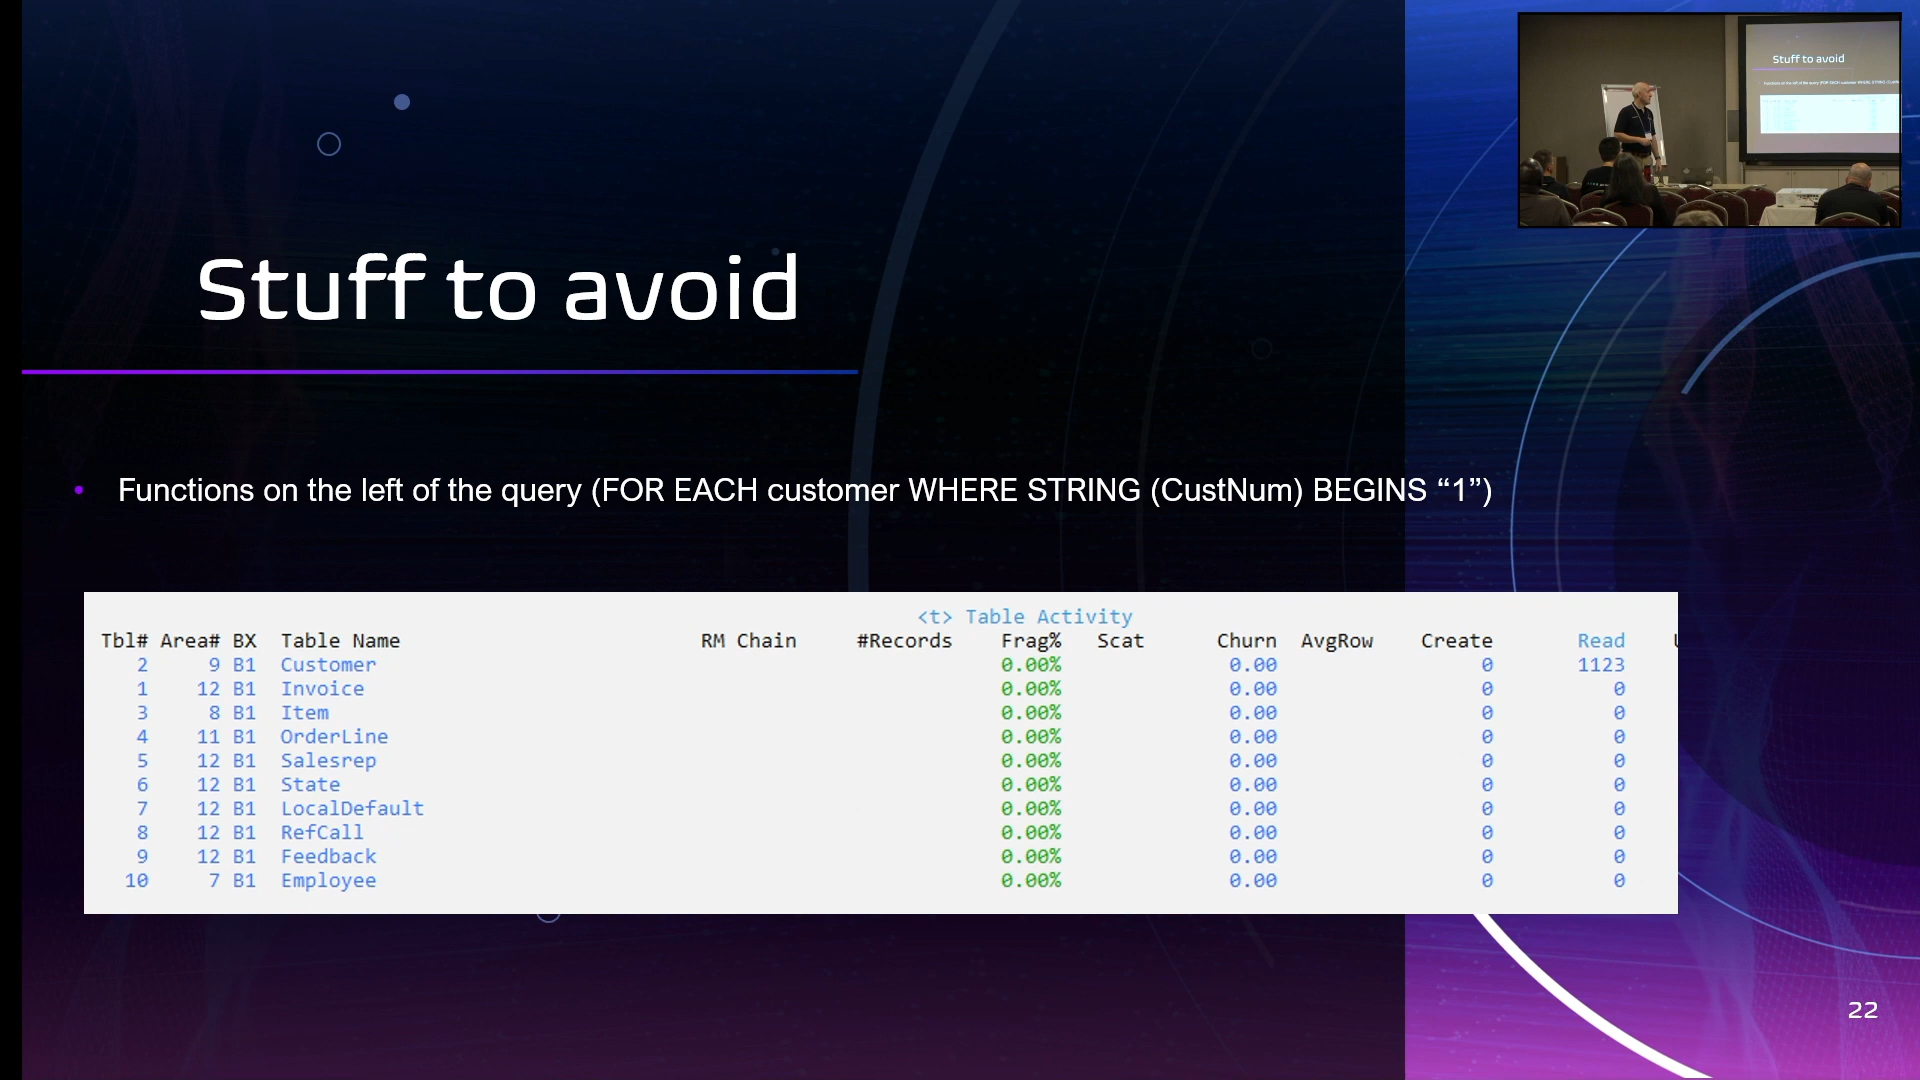 Stuff to avoid
Stuff to avoid
• Functions on the left of the query (FOR EACH customer WHERE STRING (CustNum) BEGINS “1”)
<t> Table Activity
Tbl# Area# BX Table Name RM Chain #Records Frag% Scat Churn AvgRow Create Read
2 9 B1 Customer 0.00% 0.00 0 1123
1 12 B1 Invoice 0.00% 0.00 0 0
3 8 B1 Item 0.00% 0.00 0 0
4 11 B1 OrderLine 0.00% 0.00 0 0
5 12 B1 Salesrep 0.00% 0.00 0 0
6 12 B1 State 0.00% 0.00 0 0
7 12 B1 LocalDefault 0.00% 0.00 0 0
8 12 B1 RefCall 0.00% 0.00 0 0
9 12 B1 Feedback 0.00% 0.00 0 0
10 7 B1 Employee 0.00% 0.00 0 0
22